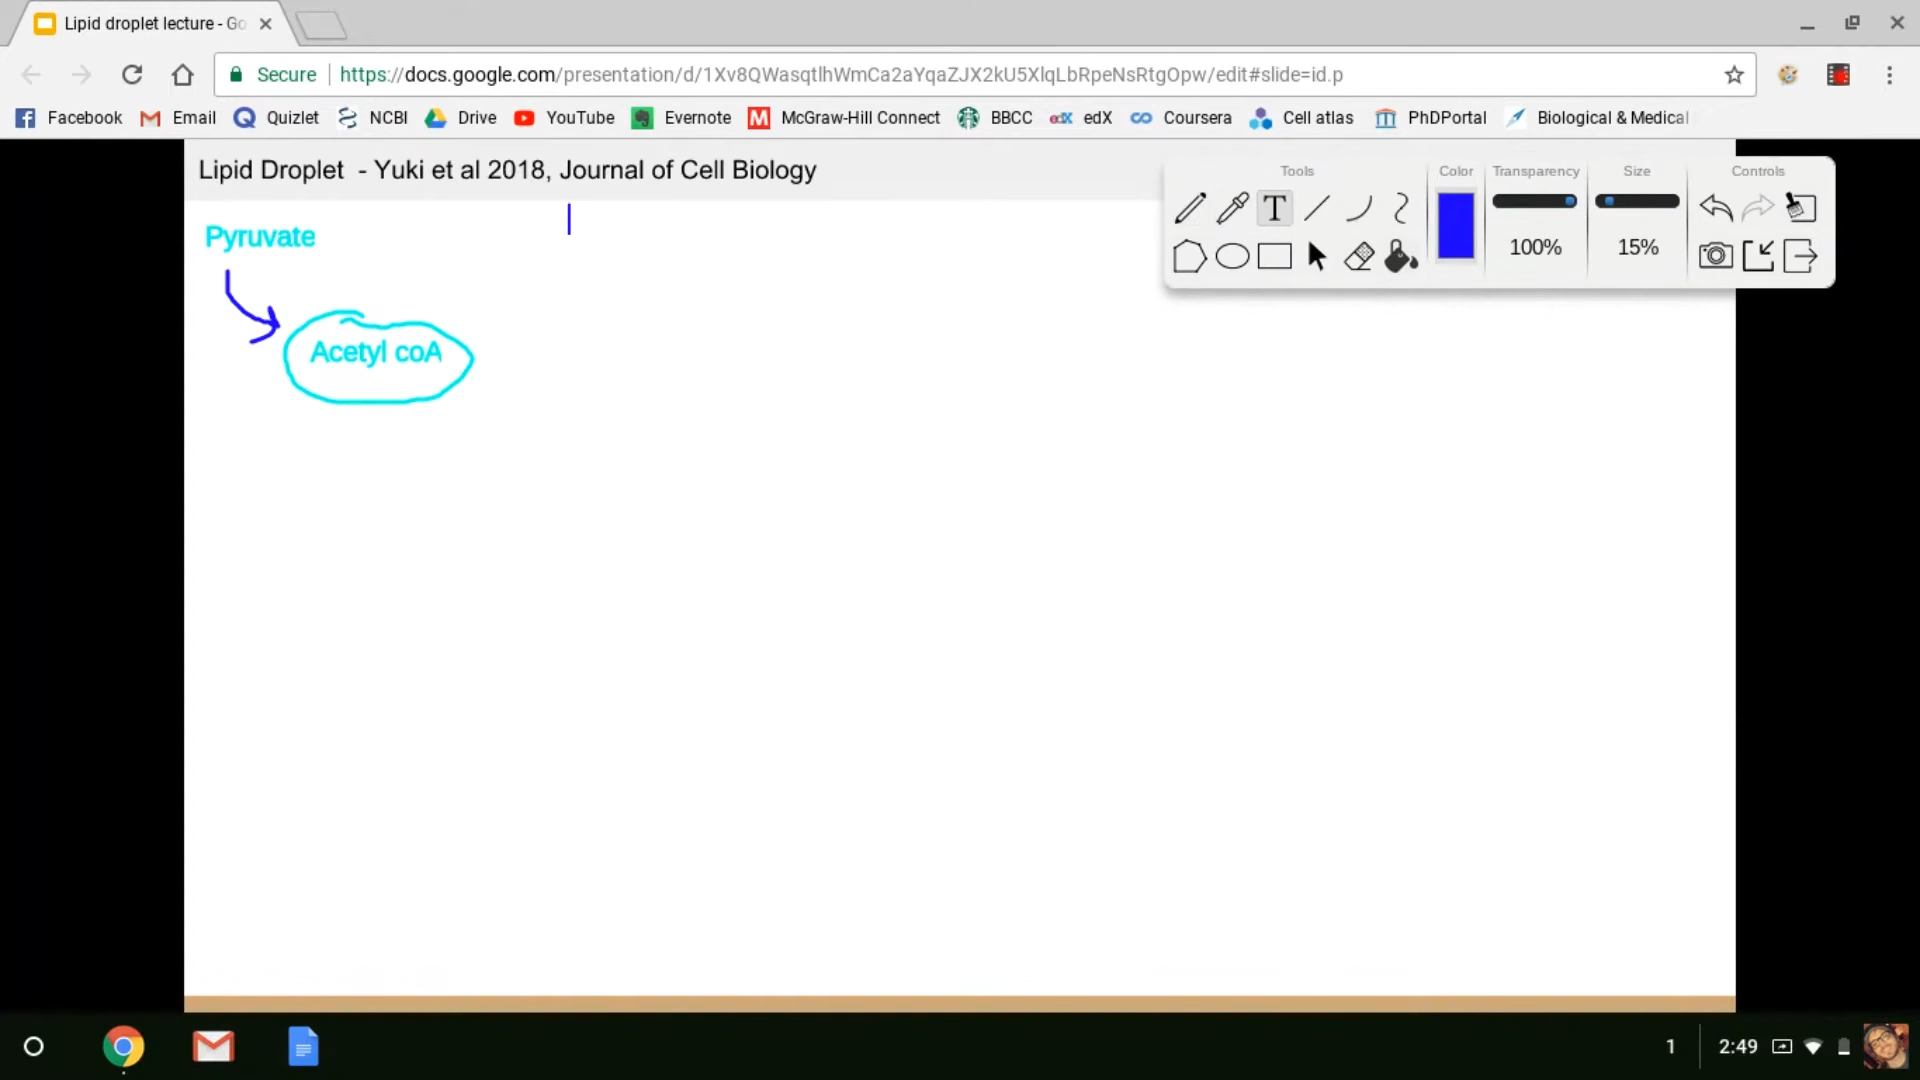 Lipid droplet lecture - Go
Secure
https://docs.google.com/presentation/d/1Xv8QWasqtlhWmCa2aYqaZJX2kU5XlqLbRpeNsRtgOpw/edit#slide=id.p
Facebook Email Quizlet NCBI Drive YouTube Evernote McGraw-Hill Connect BBCC edX Coursera Cell atlas PhDPortal Biological & Medical
Lipid Droplet - Yuki et al 2018, Journal of Cell Biology
Tools Color Transparency Size Controls
T
100% 15%
Pyruvate
Acetyl coA
1 2:49